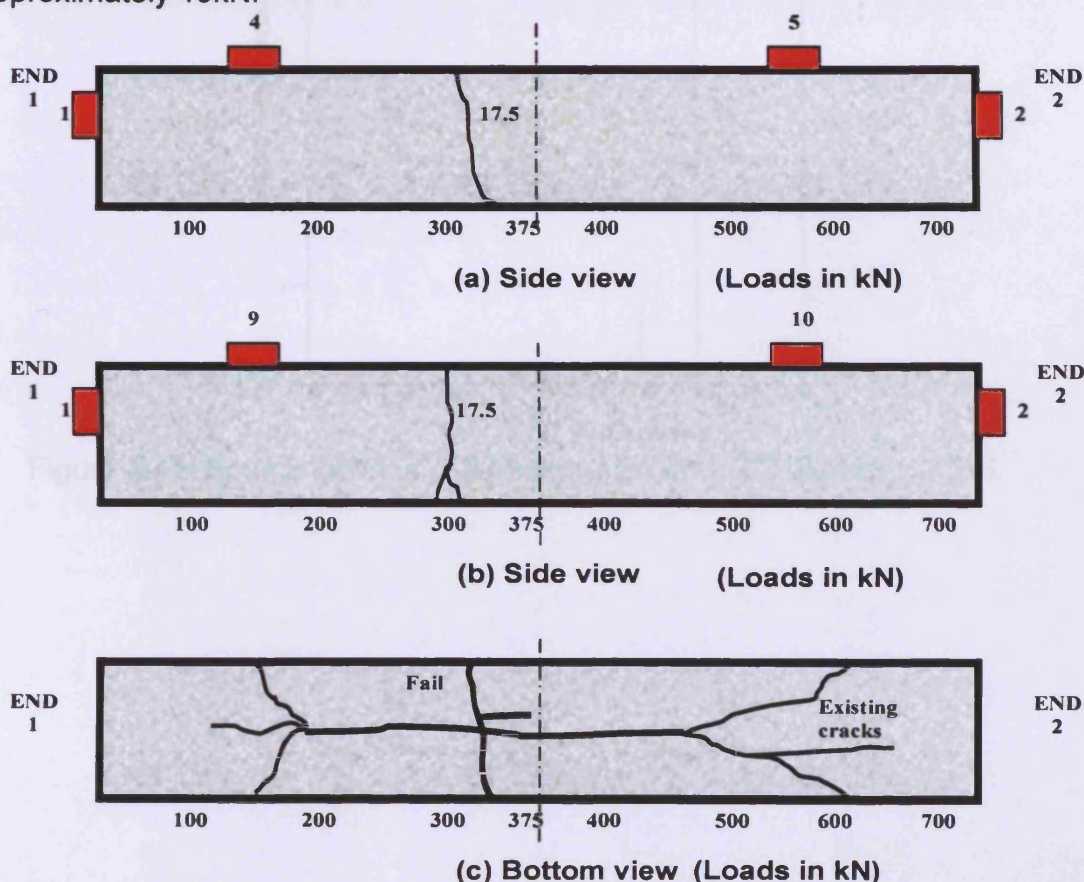 4 5
END 1 END 2
1 17.5 2
100 200 300 375 400 500 600 700
(a) Side view (Loads in kN)
9 10
END 1 END 2
1 17.5 2
100 200 300 375 400 500 600 700
(b) Side view (Loads in kN)
END 1 Fail Existing cracks END 2
100 200 300 375 400 500 600 700
(c) Bottom view (Loads in kN)